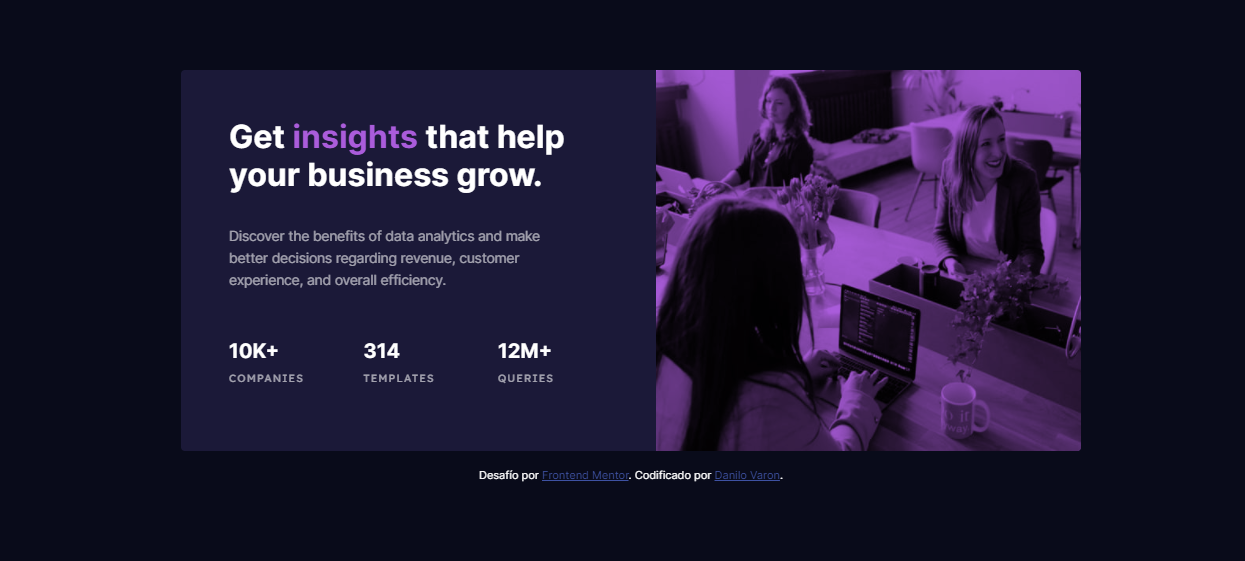 Get insights that help
your business grow.
Discover the benefits of data analytics and make
better decisions regarding revenue, customer
experience, and overall efficiency.
10K+ 314 12M+
COMPANIES TEMPLATES QUERIES
Desafío por Frontend Mentor. Codificado por Danilo Varon.